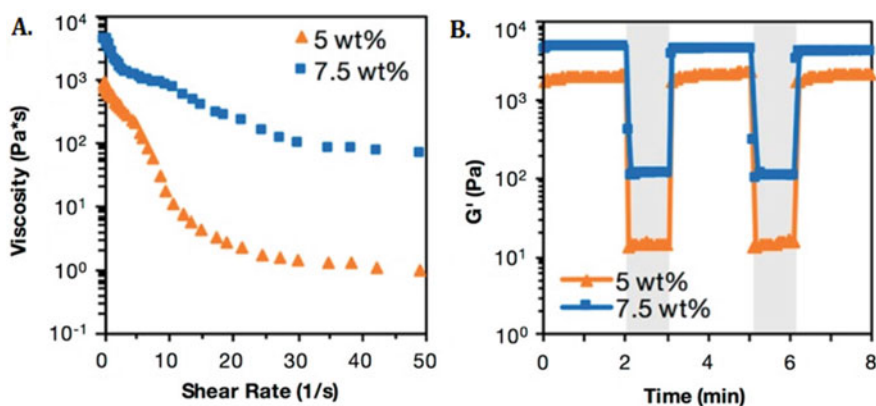 A.
10⁴
10³
10²
10¹
10⁰
10⁻¹
Viscosity (Pa*s)
5 wt%
7.5 wt%
0 10 20 30 40 50
Shear Rate (1/s)
B.
10⁴
10³
10²
10¹
10⁰
G' (Pa)
5 wt%
7.5 wt%
0 2 4 6 8
Time (min)